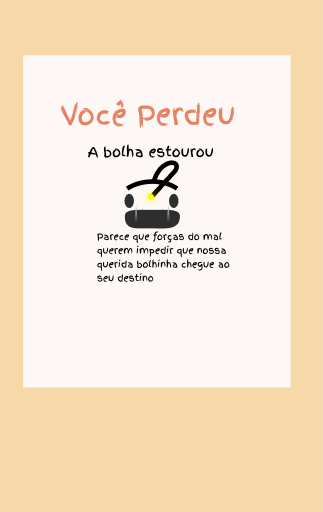 Você Perdeu
A bolha estourou
Parece que forças do mal
querem impedir que nossa
querida bolhinha chegue ao
seu destino